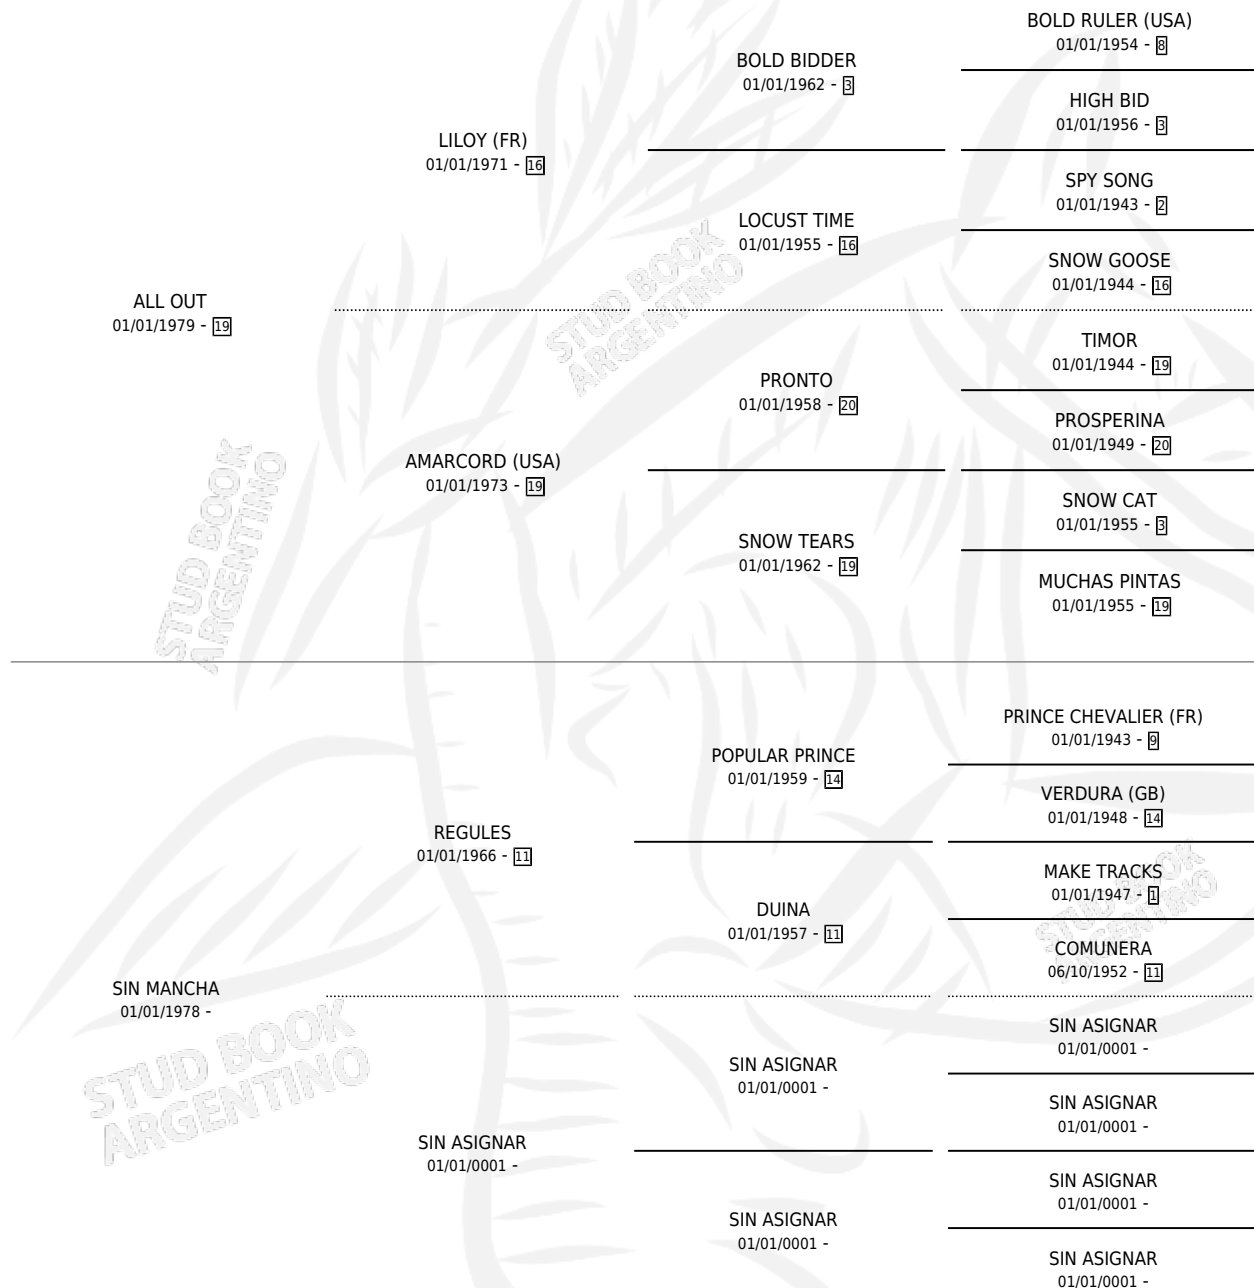 BOLD RULER (USA)
01/01/1954 - 8
BOLD BIDDER
01/01/1962 - 3
HIGH BID
01/01/1956 - 3
LILOY (FR)
01/01/1971 - 16
SPY SONG
01/01/1943 - 2
LOCUST TIME
01/01/1955 - 16
SNOW GOOSE
01/01/1944 - 16
ALL OUT
01/01/1979 - 19
TIMOR
01/01/1944 - 19
PRONTO
01/01/1958 - 20
PROSPERINA
01/01/1949 - 20
AMARCORD (USA)
01/01/1973 - 19
SNOW CAT
01/01/1955 - 3
SNOW TEARS
01/01/1962 - 19
MUCHAS PINTAS
01/01/1955 - 19
STUD BOOK
ARGENTINO
STUD BOOK
ARGENTINO
PRINCE CHEVALIER (FR)
01/01/1943 - 9
POPULAR PRINCE
01/01/1959 - 14
VERDURA (GB)
01/01/1948 - 14
REGULES
01/01/1966 - 11
MAKE TRACKS
01/01/1947 - 1
DUINA
01/01/1957 - 11
COMUNERA
06/10/1952 - 11
STUD BOOK
ARGENTINO
SIN MANCHA
01/01/1978 -
SIN ASIGNAR
01/01/0001 -
SIN ASIGNAR
01/01/0001 -
SIN ASIGNAR
01/01/0001 -
SIN ASIGNAR
01/01/0001 -
SIN ASIGNAR
01/01/0001 -
SIN ASIGNAR
01/01/0001 -
SIN ASIGNAR
01/01/0001 -
STUD BOOK
ARGENTINO